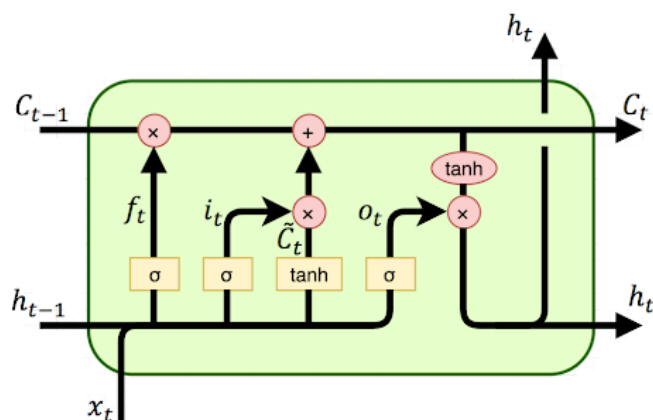 h_t
C_{t-1}
C_t
×
+
tanh
f_t
i_t
×
o_t
×
C̃_t
σ
σ
tanh
σ
h_{t-1}
h_t
x_t